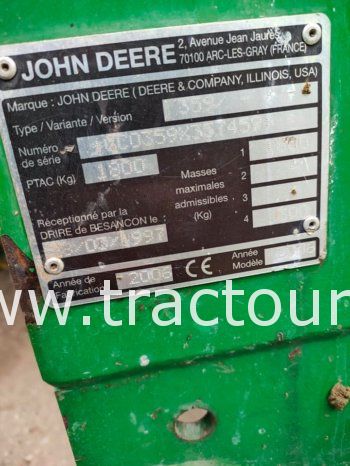 JOHN DEERE 2, Avenue Jean Jaurès
70100 ARC-LES-GRAY (FRANCE)
Marque : JOHN DEERE ( DEERE & COMPANY, ILLINOIS, USA)
Type / Variante / Version
Numéro
de série
PTAC (Kg) 1800
Masses
maximales
admissibles
(Kg)
1
2
3
4
Réceptionné par la
DRIRE de BESANCON le :
/1997
Année de
Fabrication 2006 CE Année
Modèle
www.tractour